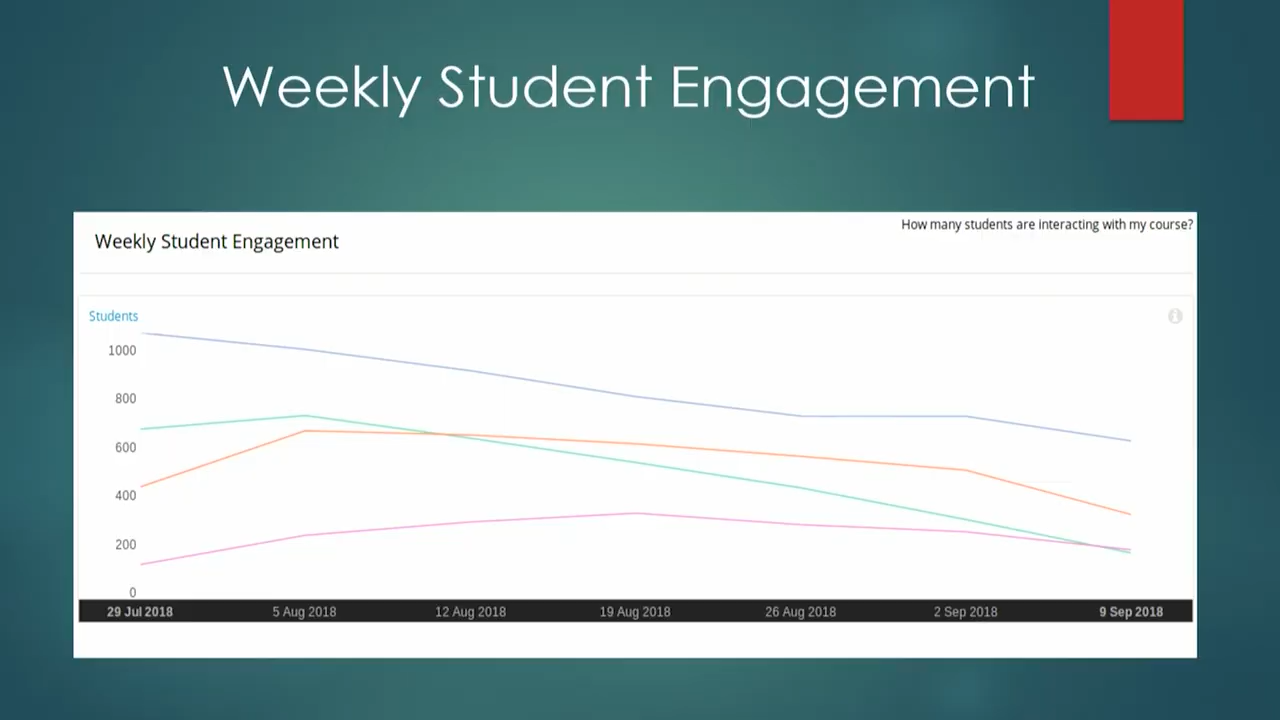 Weekly Student Engagement
How many students are interacting with my course?
Weekly Student Engagement
Students
1000
800
600
400
200
0
29 Jul 2018 5 Aug 2018 12 Aug 2018 19 Aug 2018 26 Aug 2018 2 Sep 2018 9 Sep 2018